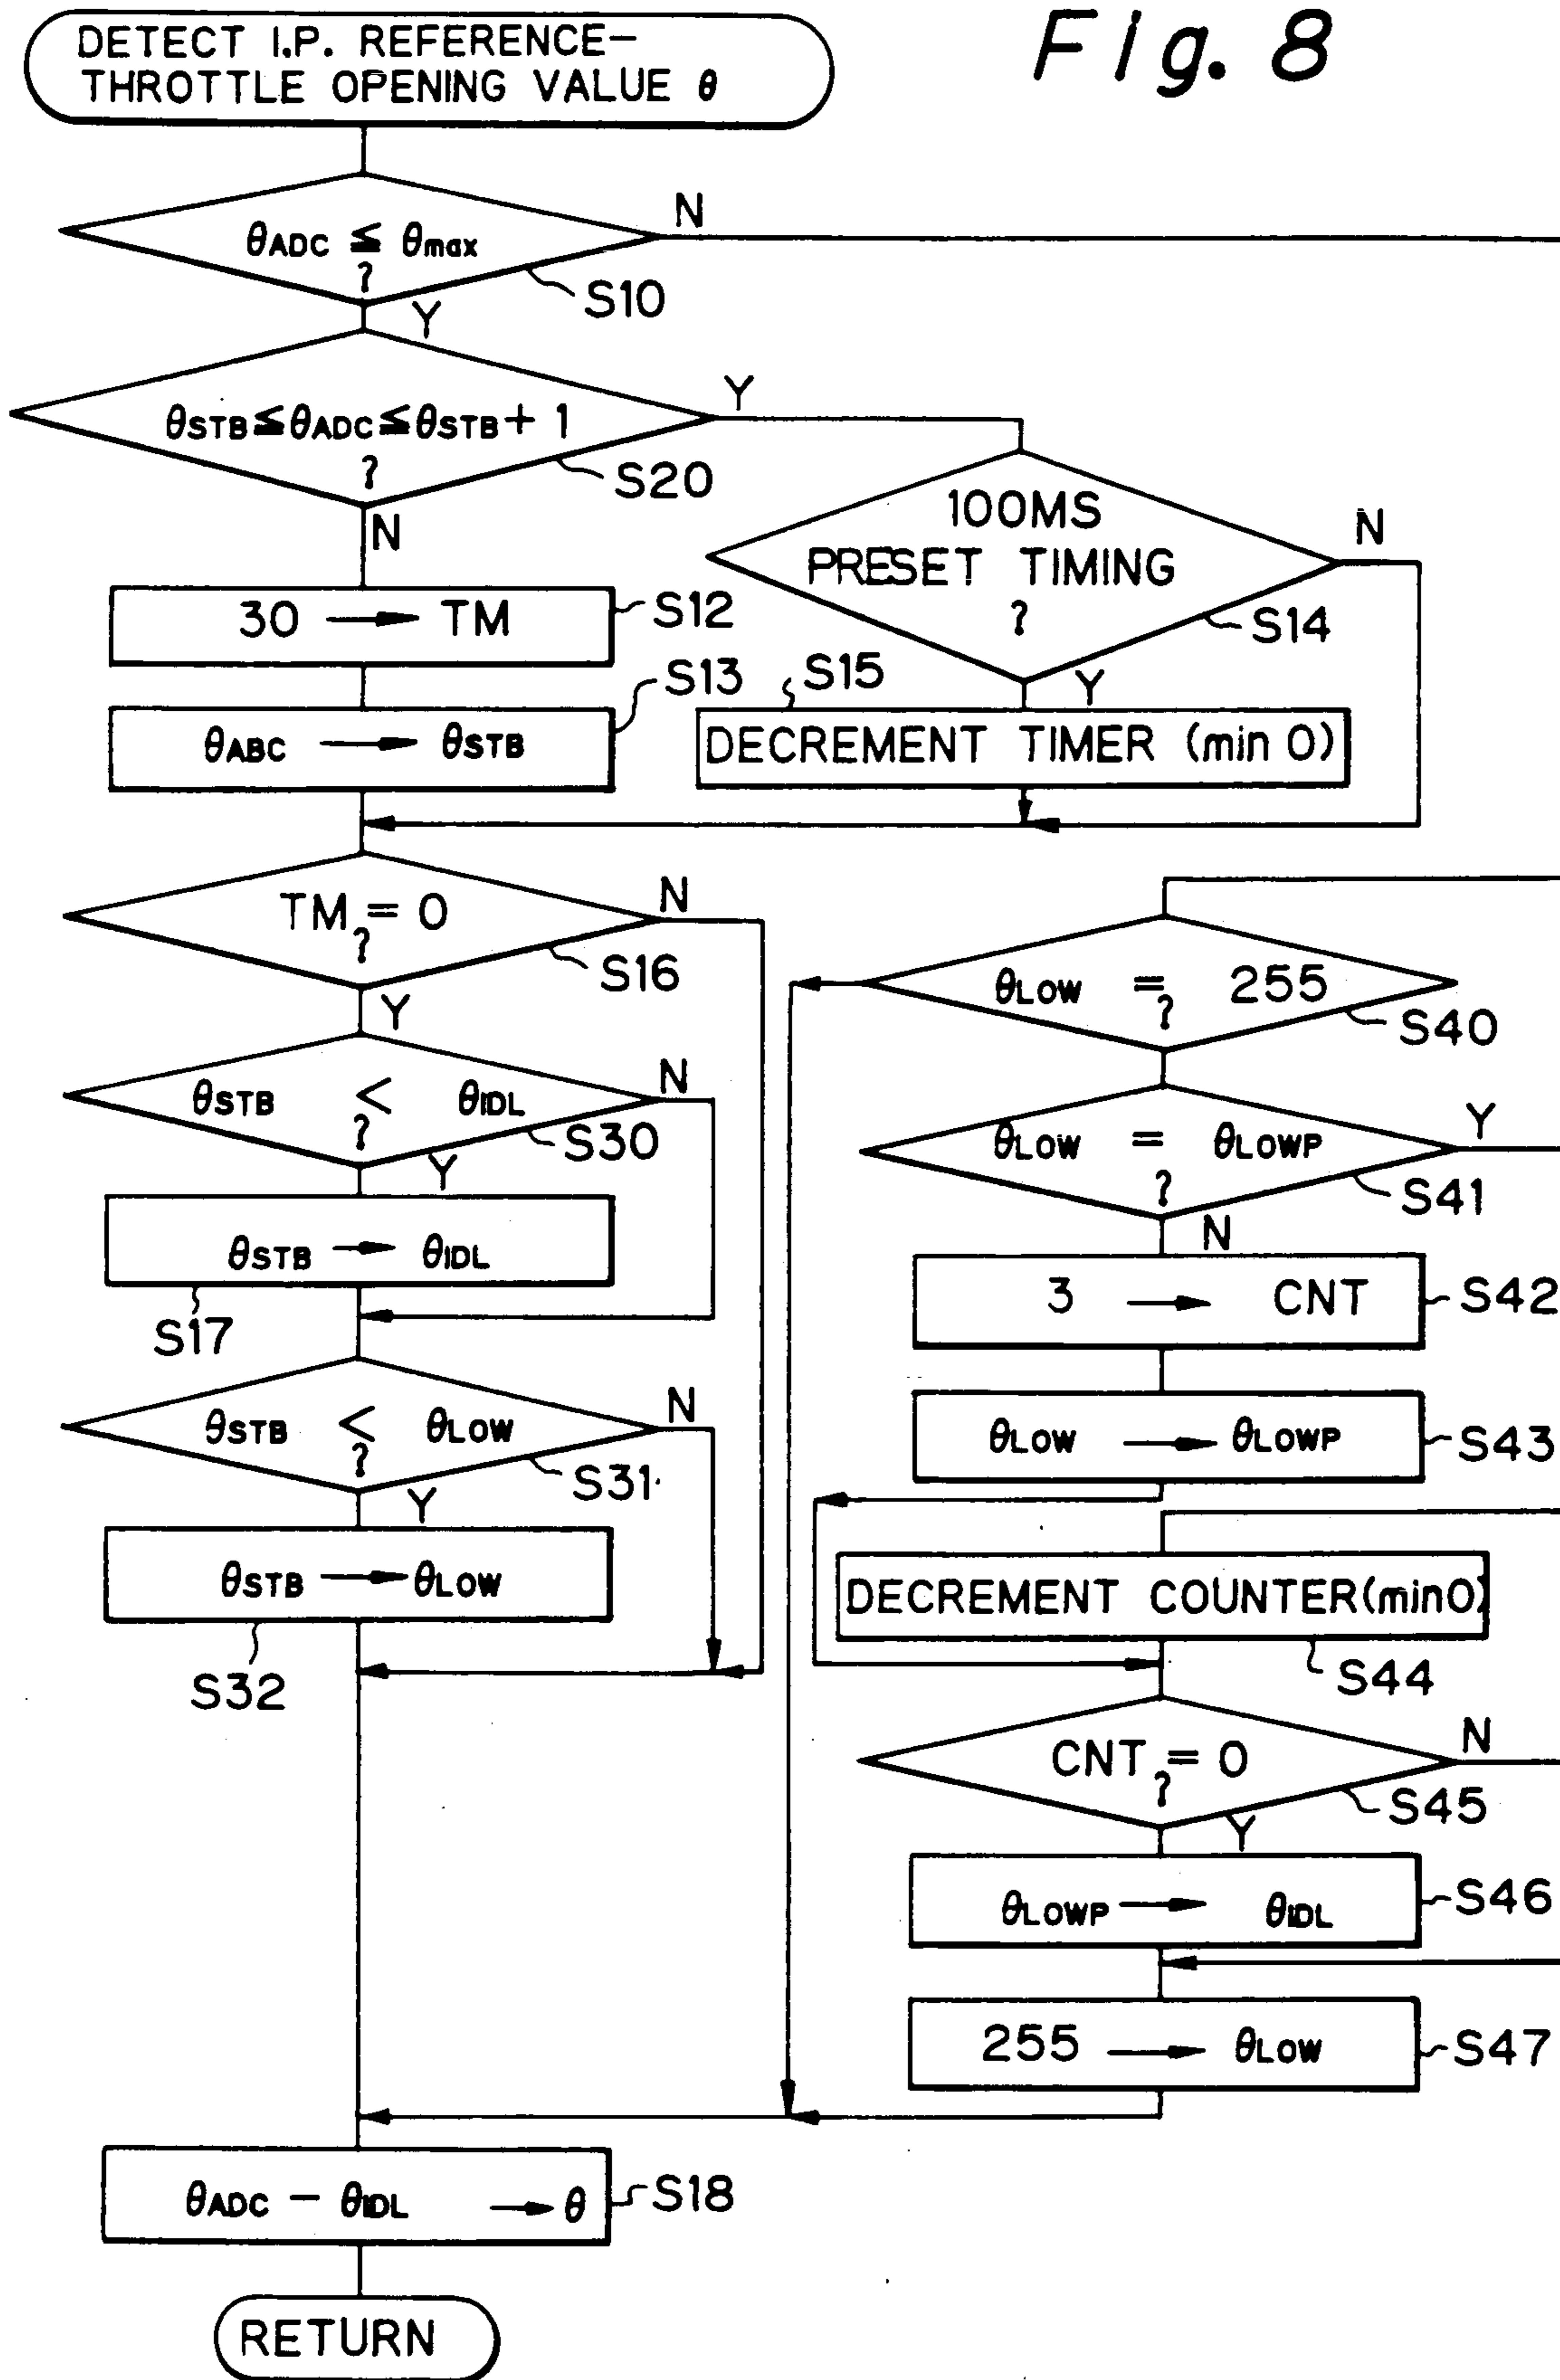 Fig. 8
DETECT I.P. REFERENCE-
THROTTLE OPENING VALUE θ
θADC ≦ θmax
?
N
S10
Y
θSTB≦θADC≦θSTB+ 1
?
Y
S20
N
100MS
PRESET TIMING
?
N
S14
Y
30 → TM
S12
S15
DECREMENT TIMER (min 0)
S13
θABC → θSTB
TM = 0
?
N
S16
Y
θSTB < θIDL
?
N
S30
Y
θSTB → θIDL
S17
θSTB < θLOW
?
N
S31
Y
θSTB → θLOW
S32
θLOW = 255
?
S40
θLOW = θLOWP
?
Y
S41
N
3 → CNT
S42
θLOW → θLOWP
S43
DECREMENT COUNTER(min0)
S44
CNT = 0
?
N
S45
Y
θLOWP → θIDL
S46
255 → θLOW
S47
θADC - θIDL → θ
S18
RETURN